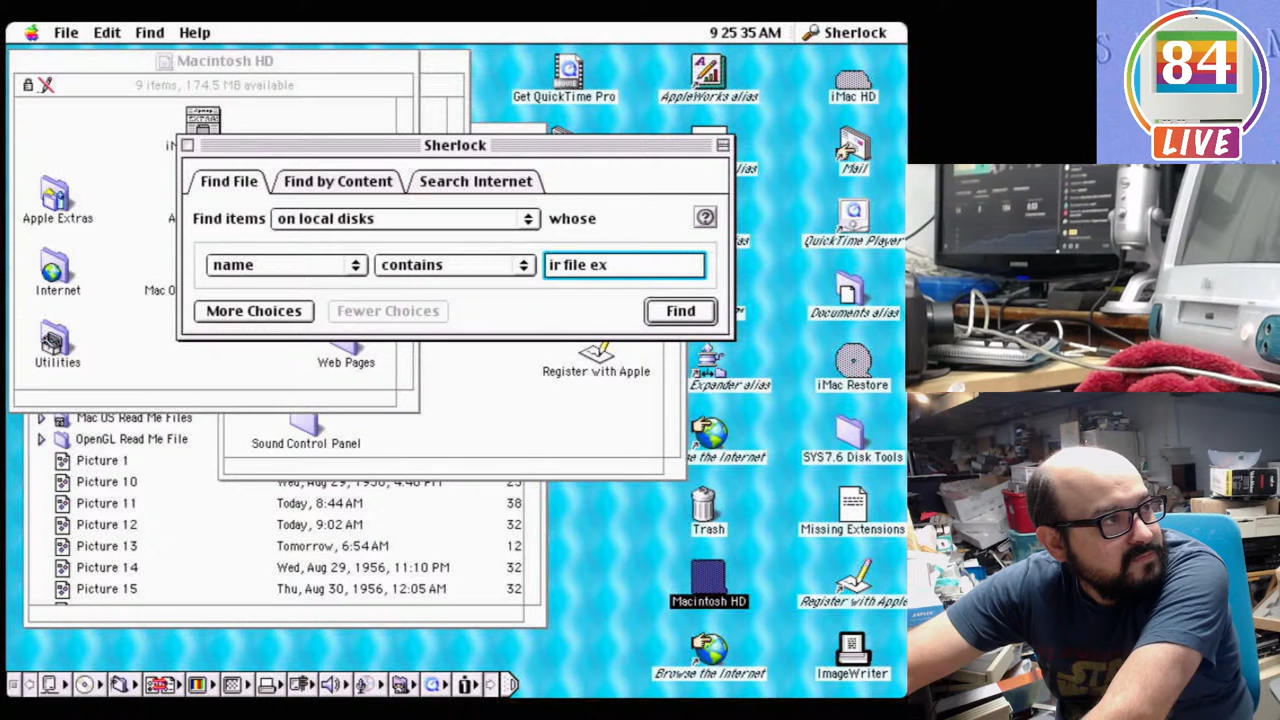 File Edit Find Help
9 25 35 AM
Sherlock
84
LIVE
Macintosh HD
9 items, 174.5 MB available
Get QuickTime Pro
AppleWorks alias
iMac HD
Mail
Sherlock
Find File
Find by Content
Search Internet
Find items
on local disks
whose
name
contains
ir file ex
More Choices
Fewer Choices
Find
Apple Extras
Internet
Mac O
Utilities
Web Pages
Register with Apple
QuickTime Player
Documents alias
Expander alias
iMac Restore
Mac OS Read Me Files
OpenGL Read Me File
Sound Control Panel
se the Internet
SYS7.6 Disk Tools
Picture 1
Picture 10
Picture 11 Today, 8:44 AM 38
Picture 12 Today, 9:02 AM 32
Picture 13 Tomorrow, 6:54 AM 12
Picture 14 Wed, Aug 29, 1956, 11:10 PM 32
Picture 15 Thu, Aug 30, 1956, 12:05 AM 32
Trash
Missing Extensions
Macintosh HD
Register with Apple
Browse the Internet
ImageWriter